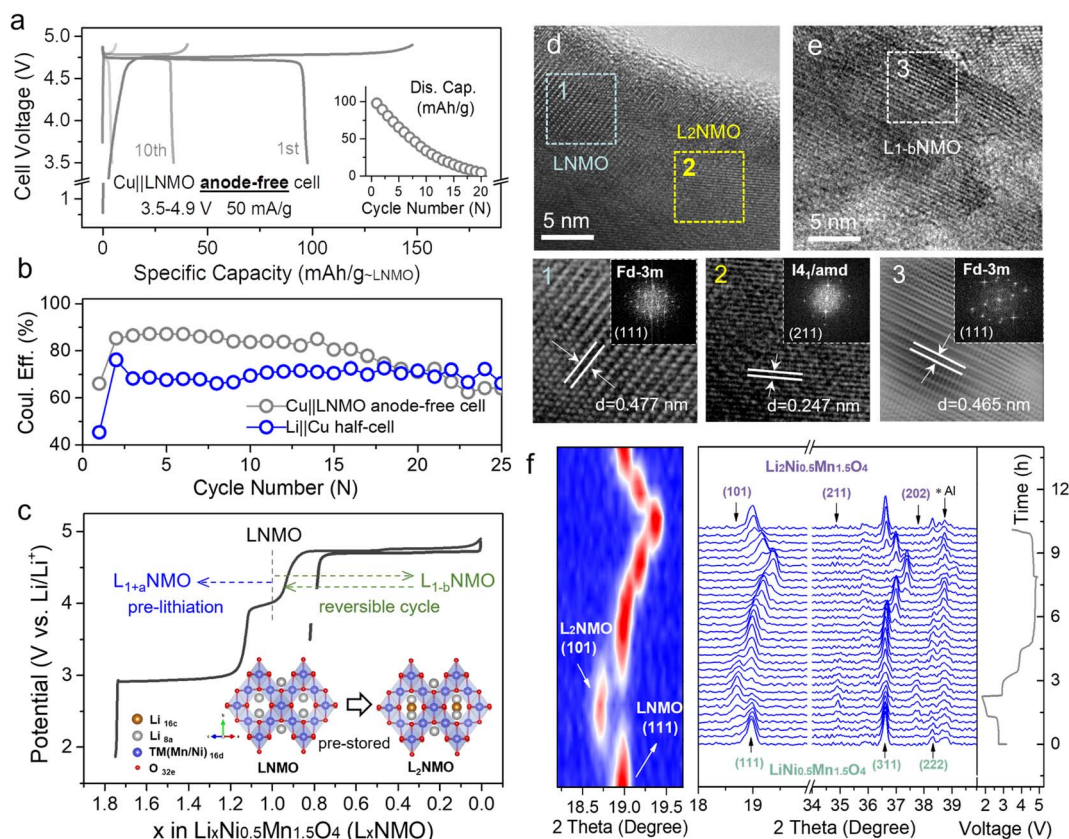 a
Cell Voltage (V)
5.0
4.5
4.0
3.5
1
10th
1st
Cu||LNMO anode-free cell
3.5-4.9 V 50 mA/g
Dis. Cap.
(mAh/g)
100
50
0
0 5 10 15 20
Cycle Number (N)
0 50 100 150
Specific Capacity (mAh/g~LNMO)
b
Coul. Eff. (%)
100
80
60
40
Cu||LNMO anode-free cell
Li||Cu half-cell
0 5 10 15 20 25
Cycle Number (N)
c
Potential (V vs. Li/Li⁺)
5
4
3
2
LNMO
L₁₊ₐNMO
pre-lithiation
L1-bNMO
reversible cycle
Li 16c
Li 8a
TM(Mn/Ni)16d
O 32e
pre-stored
LNMO
L₂NMO
1.8 1.6 1.4 1.2 1.0 0.8 0.6 0.4 0.2 0.0
x in LixNi0.5Mn1.5O4 (LxNMO)
d
1
LNMO
L2NMO
2
5 nm
e
3
L1-bNMO
5 nm
1
Fd-3m
(111)
d=0.477 nm
2
I4₁/amd
(211)
d=0.247 nm
3
Fd-3m
(111)
d=0.465 nm
f
L₂NMO
(101)
LNMO
(111)
18.5 19.0 19.5
2 Theta (Degree)
Li2Ni0.5Mn1.5O4
(101)
(211)
(202)
* Al
(111)
LiNi0.5Mn1.5O4
(311)
(222)
18 19 34 35 36 37 38 39
2 Theta (Degree)
Time (h)
12
9
6
3
0
2 3 4 5
Voltage (V)